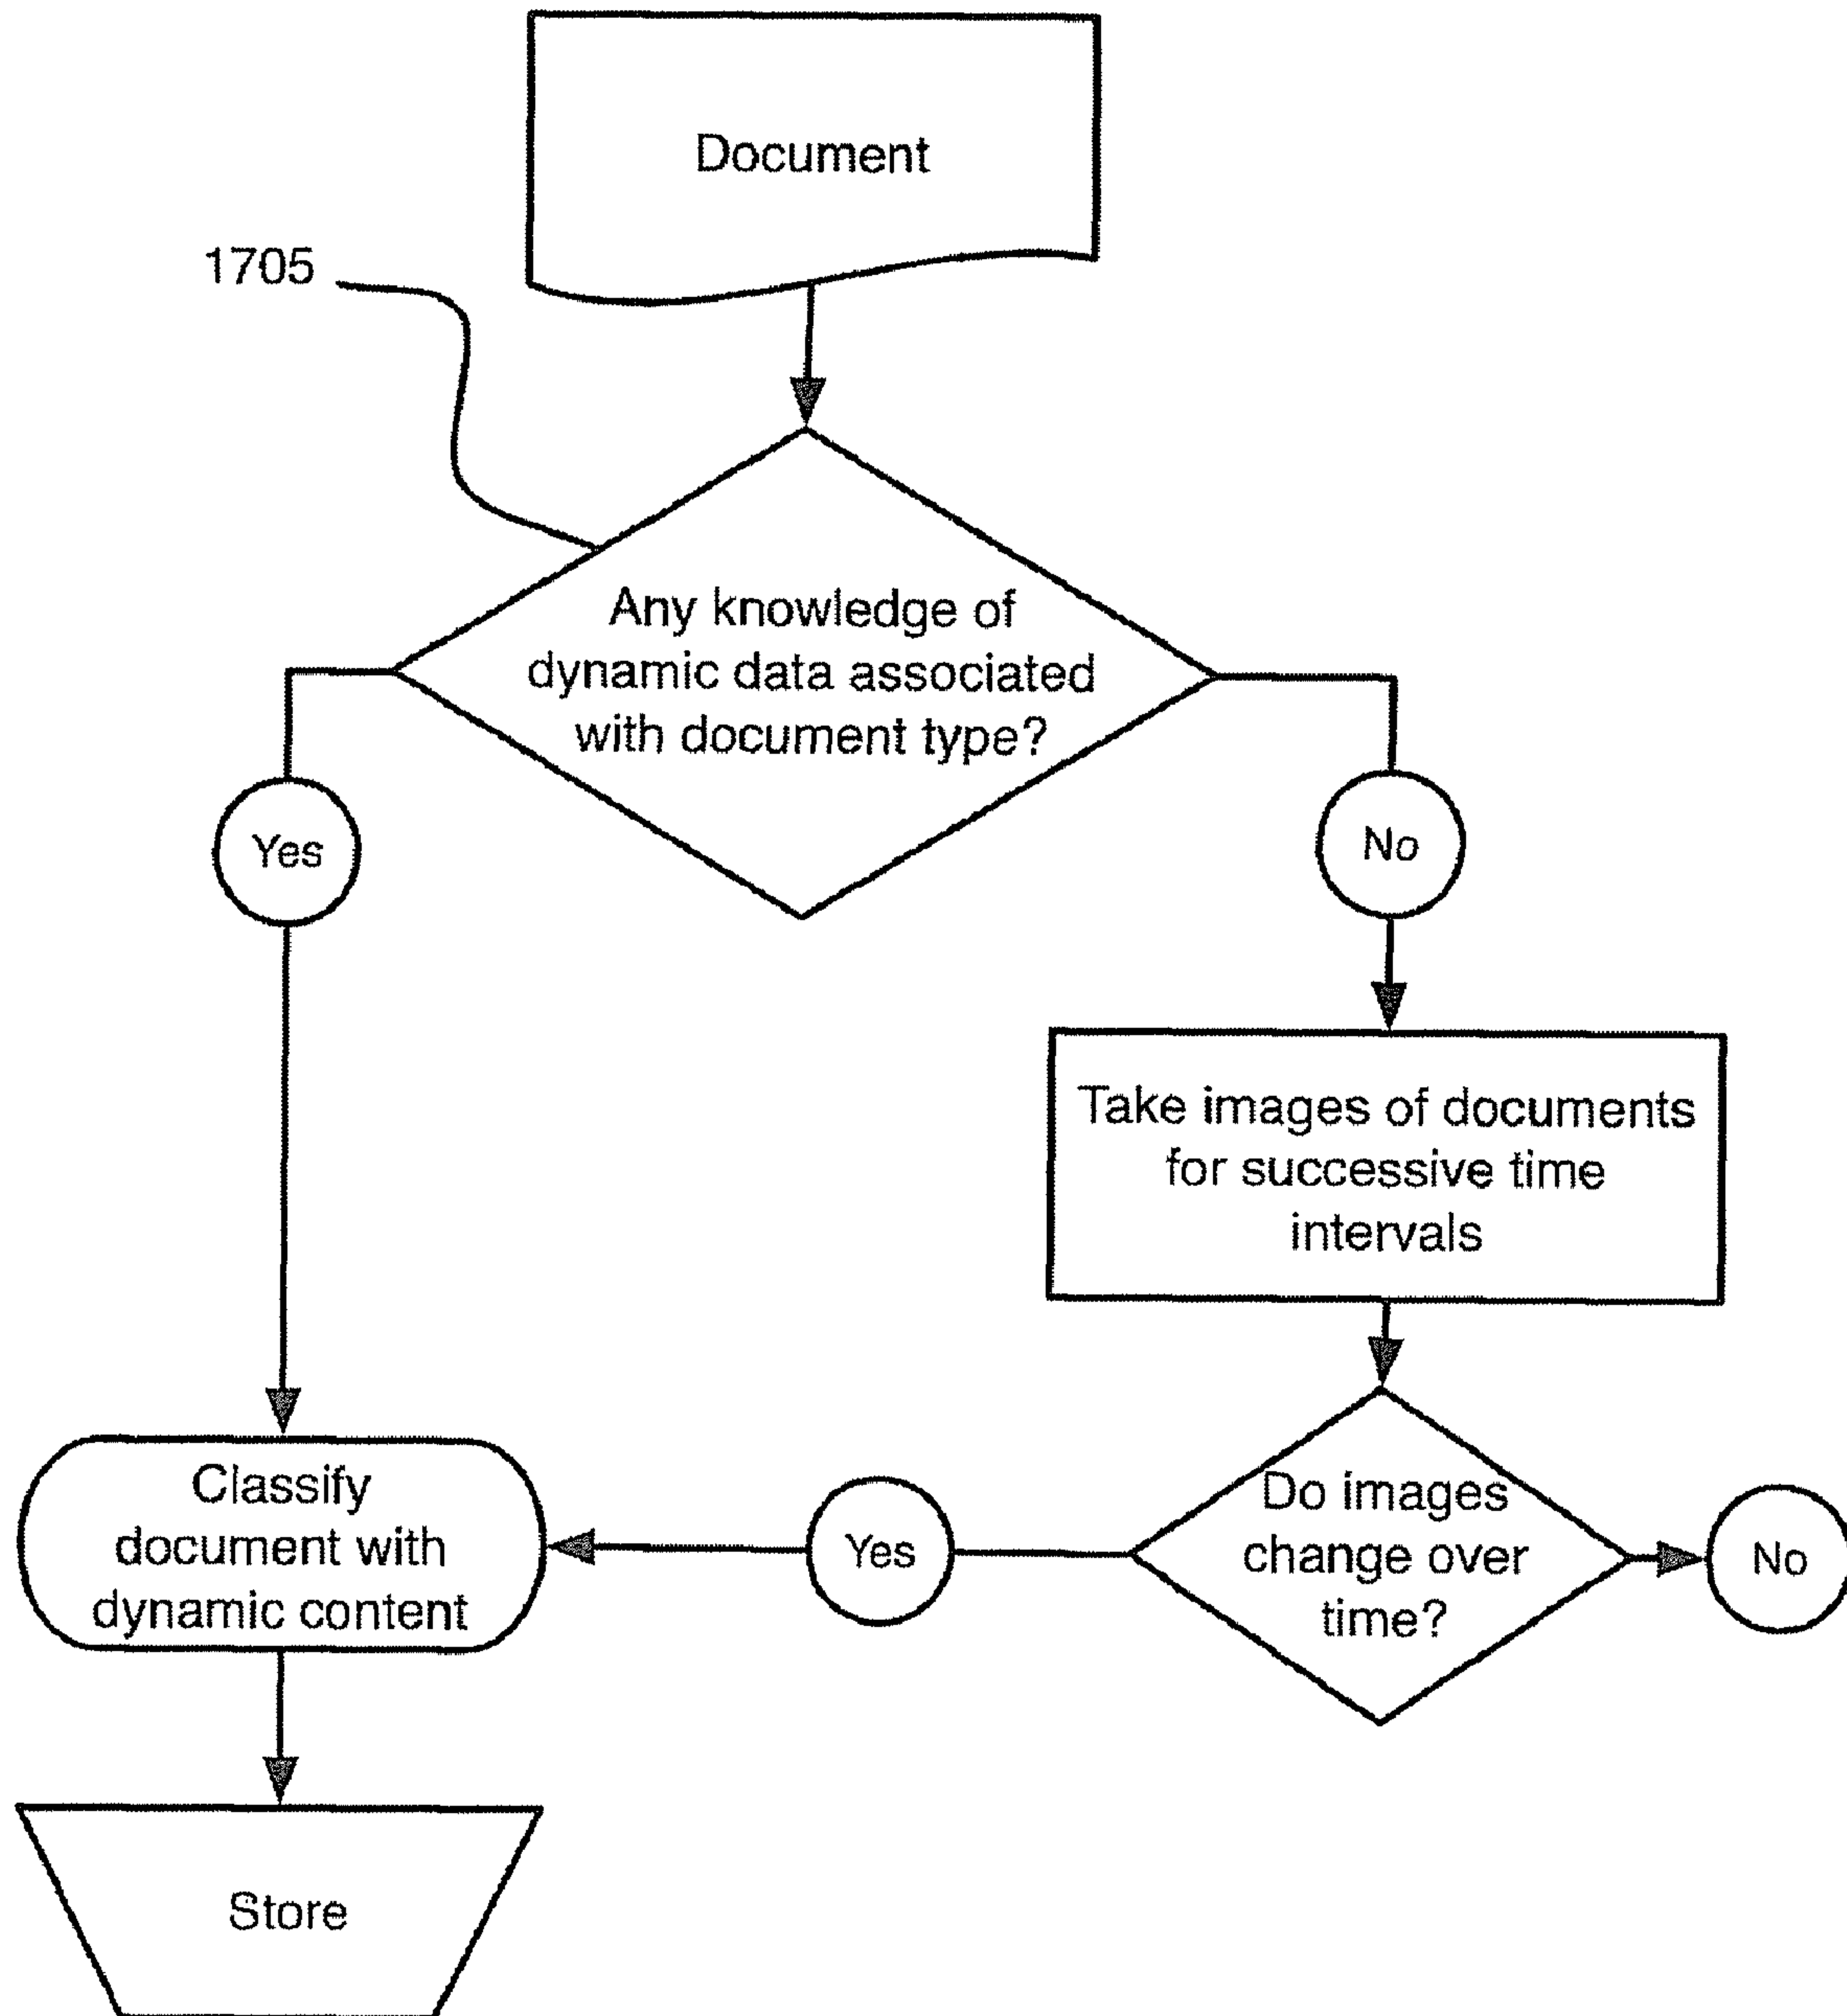 Document
1705
Any knowledge of
dynamic data associated
with document type?
Yes
No
Take images of documents
for successive time
intervals
Do images
change over
time?
Yes
No
Classify
document with
dynamic content
Store